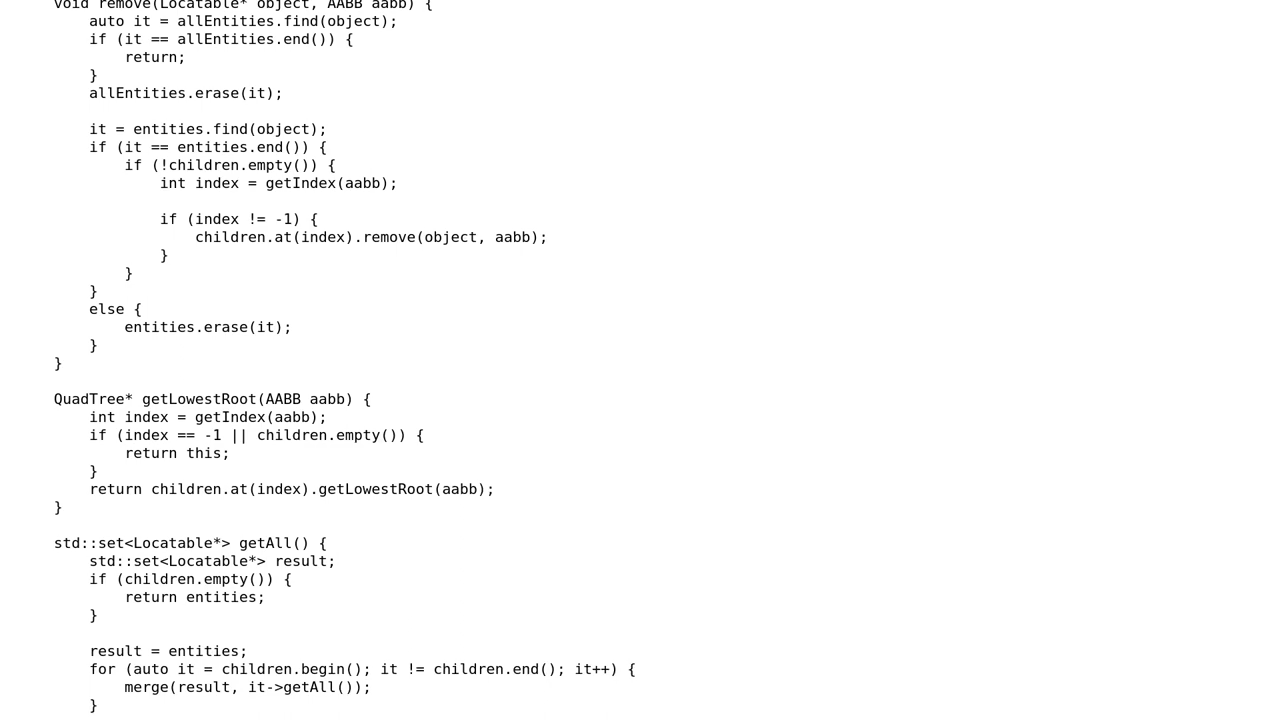 void remove(Locatable* object, AABB aabb) {
    auto it = allEntities.find(object);
    if (it == allEntities.end()) {
        return;
    }
    allEntities.erase(it);

    it = entities.find(object);
    if (it == entities.end()) {
        if (!children.empty()) {
            int index = getIndex(aabb);

            if (index != -1) {
                children.at(index).remove(object, aabb);
            }
        }
    }
    else {
        entities.erase(it);
    }
}

QuadTree* getLowestRoot(AABB aabb) {
    int index = getIndex(aabb);
    if (index == -1 || children.empty()) {
        return this;
    }
    return children.at(index).getLowestRoot(aabb);
}

std::set<Locatable*> getAll() {
    std::set<Locatable*> result;
    if (children.empty()) {
        return entities;
    }

    result = entities;
    for (auto it = children.begin(); it != children.end(); it++) {
        merge(result, it->getAll());
    }